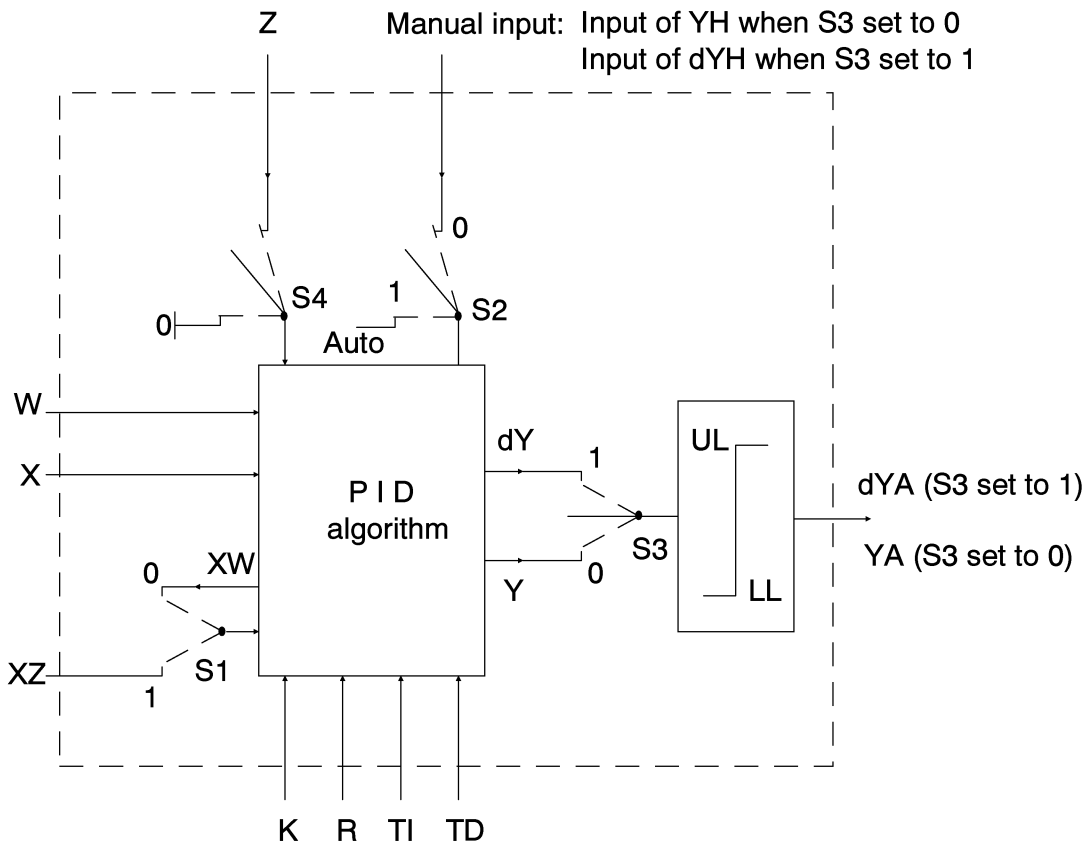 Z
Manual input: Input of YH when S3 set to 0
Input of dYH when S3 set to 1
0
S4
1
S2
0
Auto
W
dY
1
UL
X
P I D
algorithm
dYA (S3 set to 1)
S3
YA (S3 set to 0)
0
XW
Y
0
LL
XZ
S1
1
K R TI TD